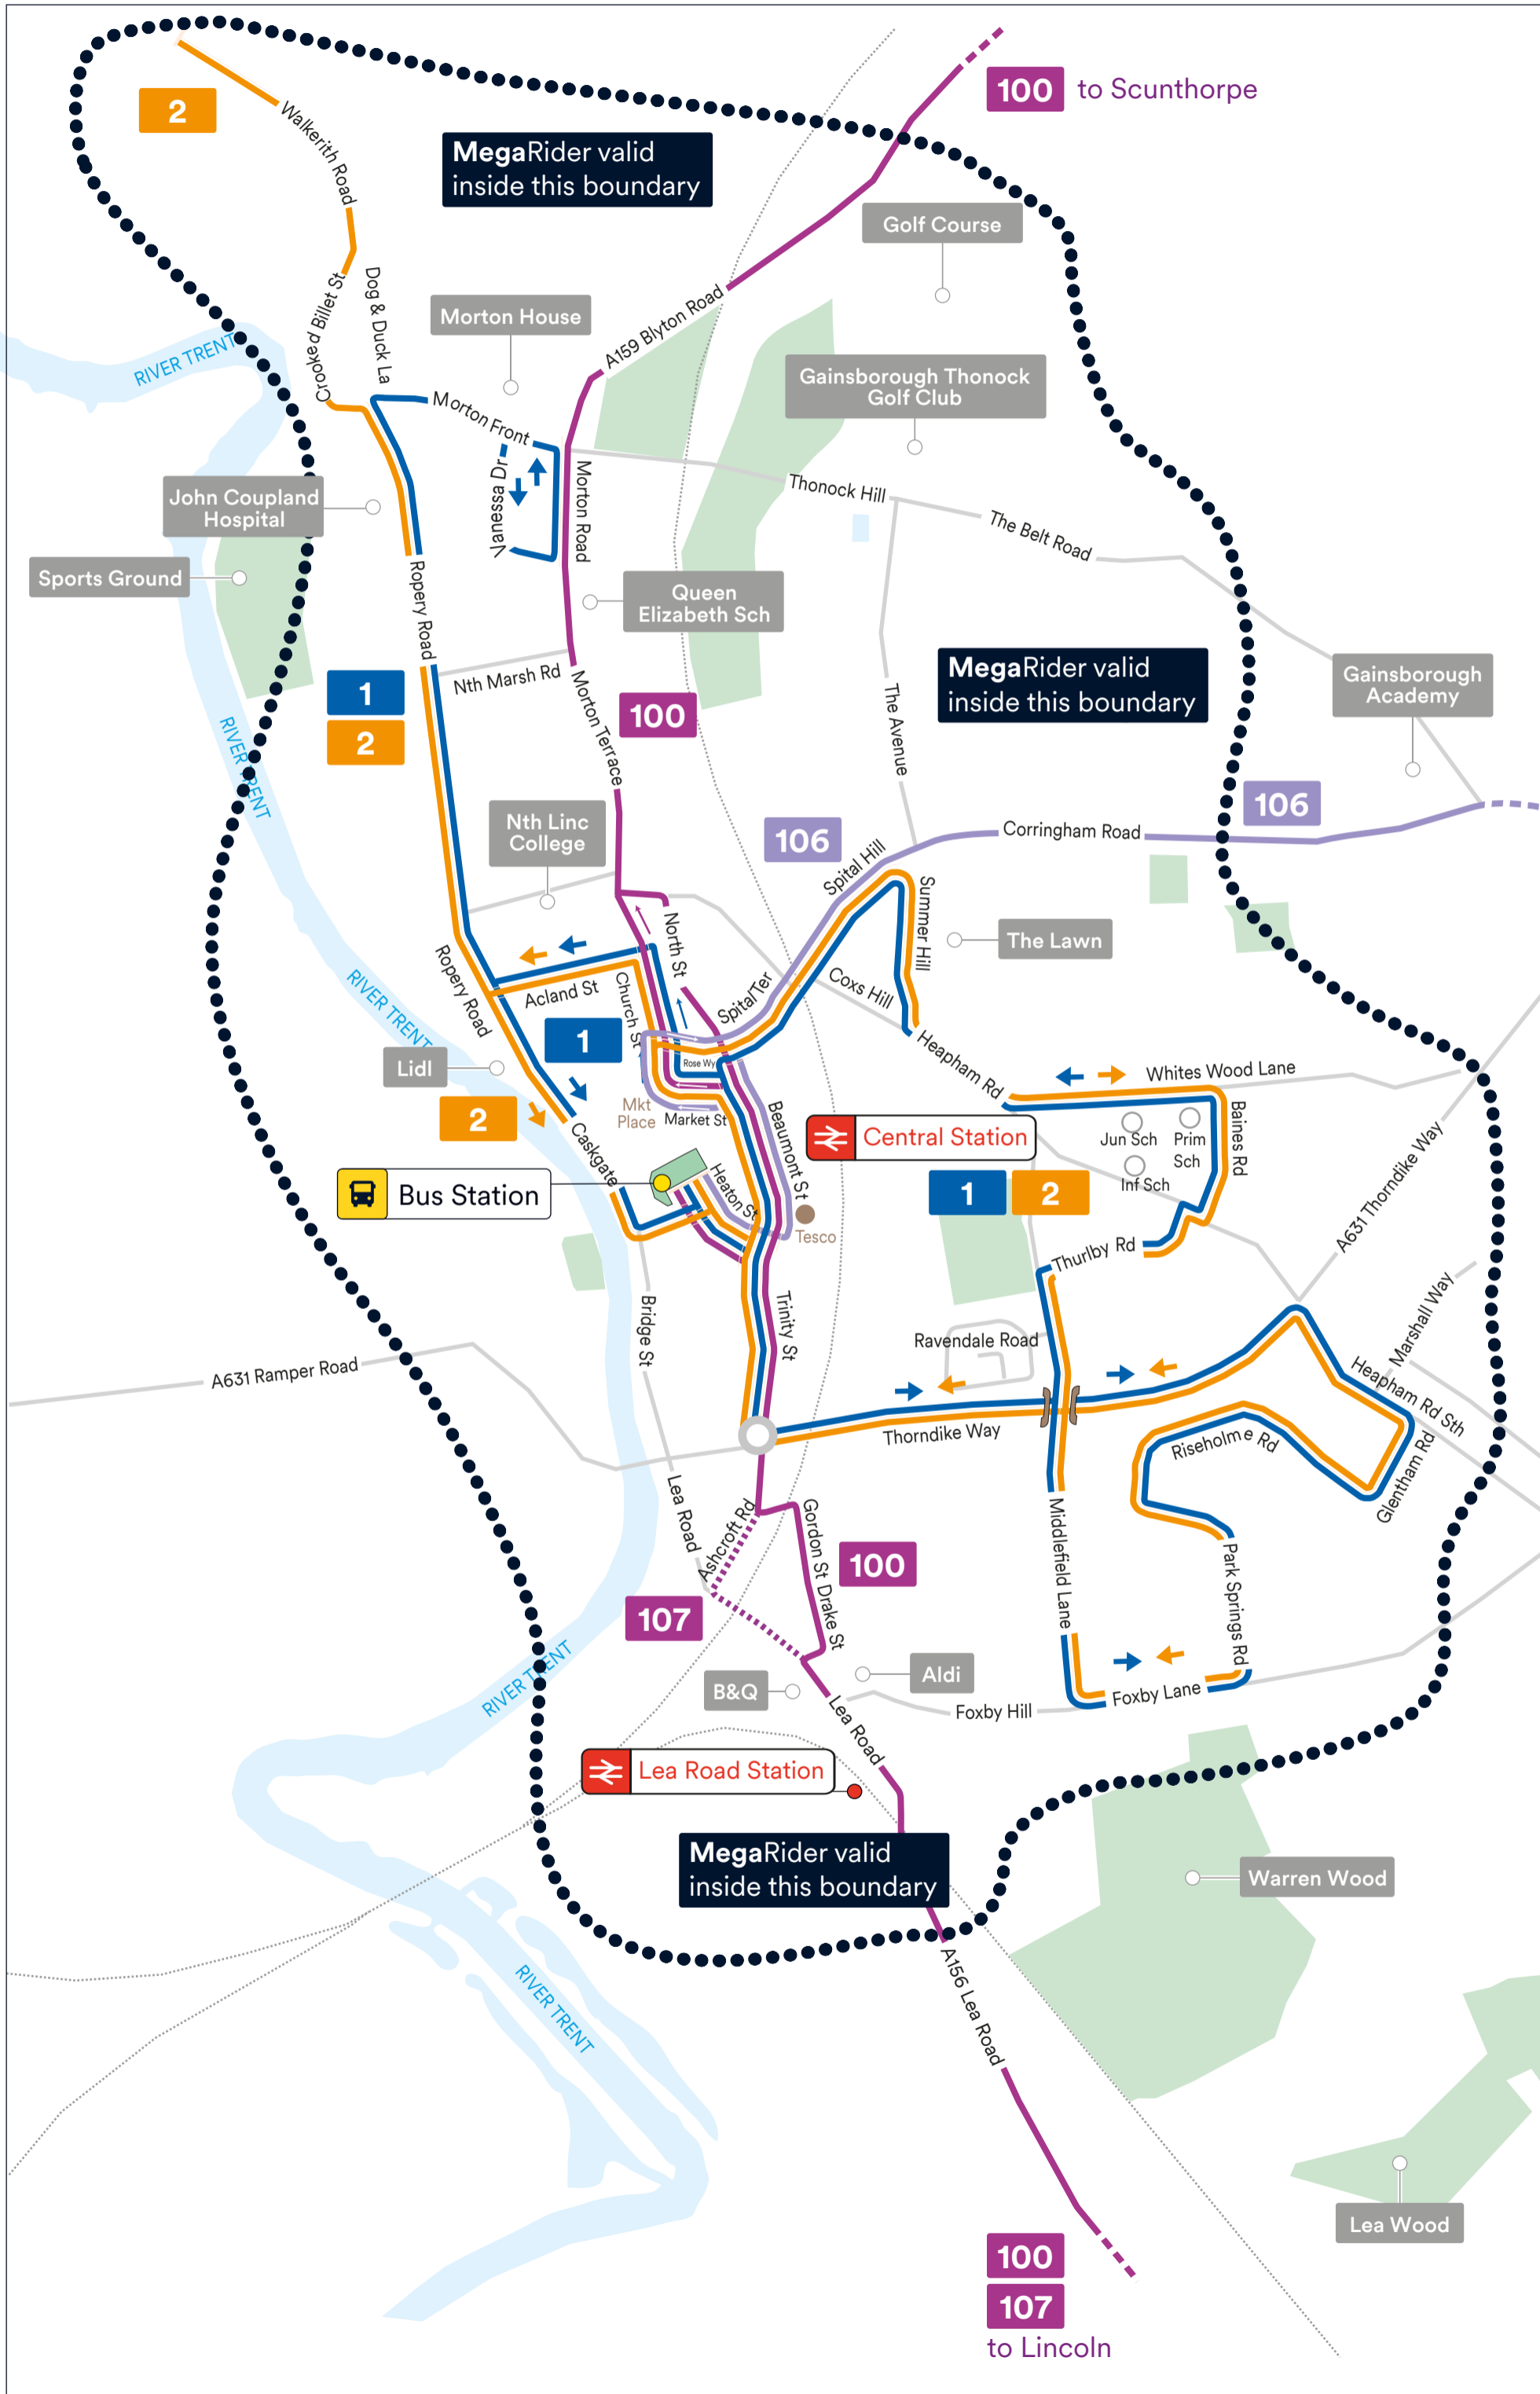 100 to Scunthorpe
2
Walkerith Road
MegaRider valid
inside this boundary
Golf Course
Crooked Billet St
Dog & Duck La
Morton House
A159 Blyton Road
RIVER TRENT
Gainsborough Thonock
Golf Club
Morton Front
Vanessa Dr
Morton Road
Thonock Hill
The Belt Road
John Coupland
Hospital
Sports Ground
Ropery Road
Queen
Elizabeth Sch
MegaRider valid
inside this boundary
Gainsborough
Academy
Nth Marsh Rd
1
2
Morton Terrace
100
The Avenue
RIVER TRENT
106
106
Corringham Road
Nth Linc
College
Spital Hill
Summer Hill
The Lawn
North St
Ropery Road
Acland St
Church St
Spital Ter
Coxs Hill
RIVER TRENT
1
Lidl
Rose Wy
Heapham Rd
Whites Wood Lane
2
Mkt
Place
Market St
Beaumont St
Central Station
Jun Sch
Prim
Sch
Inf Sch
Baines Rd
A631 Thorndike Way
Caskgate
Bus Station
Heaton St
Tesco
1
2
Thurlby Rd
Bridge St
Trinity St
Ravendale Road
Marshall Way
A631 Ramper Road
Heapham Rd Sth
Thorndike Way
Riseholme Rd
Glentham Rd
Lea Road
Ashcroft Rd
Gordon St
Drake St
100
Middlefield Lane
Park Springs Rd
107
RIVER TRENT
B&Q
Aldi
Foxby Hill
Foxby Lane
Lea Road
Lea Road Station
MegaRider valid
inside this boundary
Warren Wood
A156 Lea Road
RIVER TRENT
Lea Wood
100
107
to Lincoln